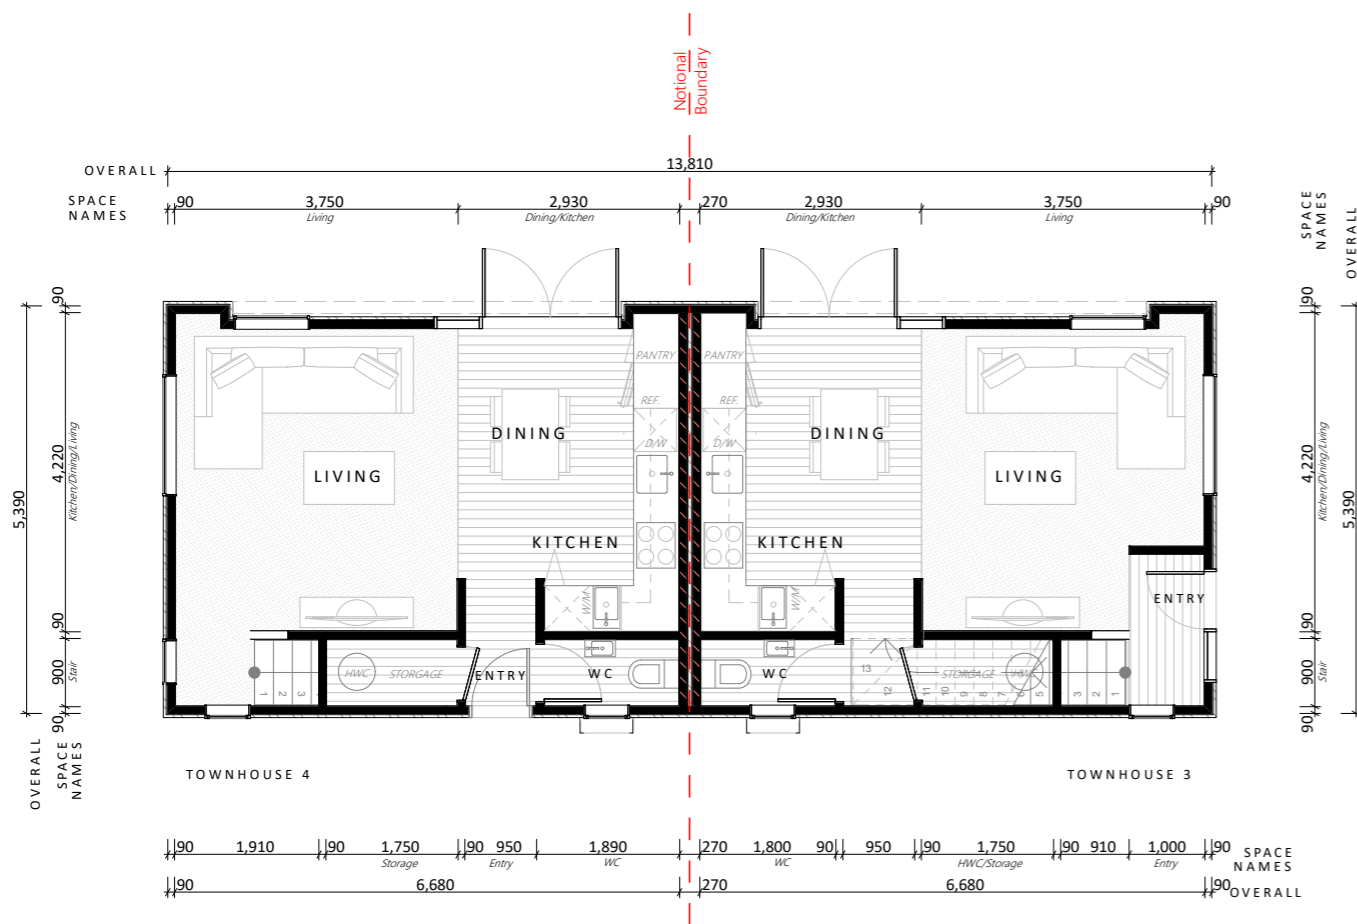 Notional
Boundary
OVERALL
13,810
SPACE
NAMES
90
3,750
2,930
270
2,930
3,750
90
Living
Dining/Kitchen
Dining/Kitchen
Living
SPACE
NAMES
OVERALL
90
90
PANTRY
PANTRY
REF.
REF.
DINING
D/W
D/W
DINING
LIVING
LIVING
4,220
Kitchen/Dining/Living
5,390
4,220
Kitchen/Dining/Living
5,390
KITCHEN
KITCHEN
W/M
W/M
ENTRY
90
90
900
Stair
900
Stair
HWC
STORGAGE
ENTRY
WC
WC
13
12
11
10
9
8
7
6
5
STORGAGE
HWC
1
2
3
3
2
1
90
90
OVERALL
SPACE
NAMES
TOWNHOUSE 4
TOWNHOUSE 3
90
1,910
90
1,750
90
950
1,890
270
1,800
90
950
90
1,750
90
910
1,000
90
SPACE
NAMES
Storage
Entry
WC
WC
HWC/Storage
Entry
90
6,680
270
6,680
90
OVERALL